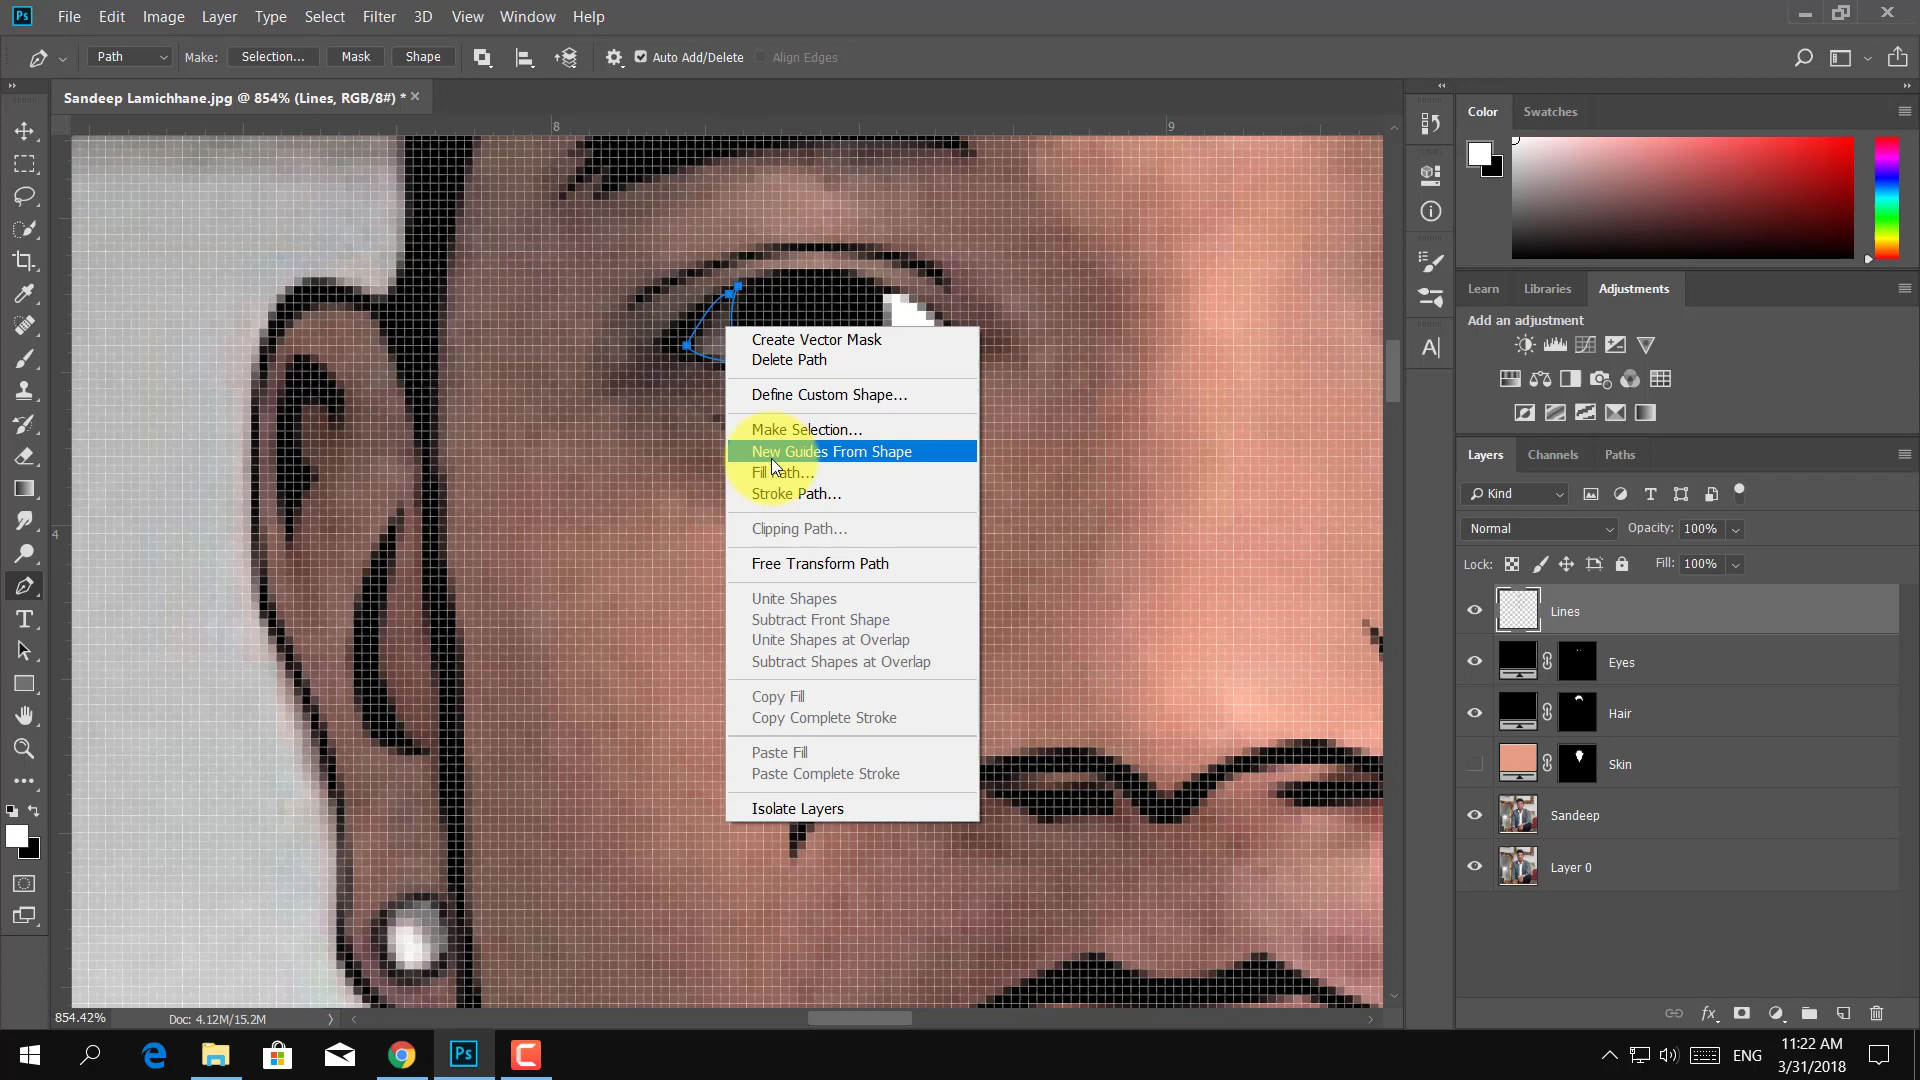 Ps File Edit Image Layer Type Select Filter 3D View Window Help
Path Make: Selection... Mask Shape Auto Add/Delete Align Edges
Sandeep Lamichhane.jpg @ 854% (Lines, RGB/8#) *
8 9
4
Create Vector Mask
Delete Path
Define Custom Shape...
Make Selection...
New Guides From Shape
Fill Path...
Stroke Path...
Clipping Path...
Free Transform Path
Unite Shapes
Subtract Front Shape
Unite Shapes at Overlap
Subtract Shapes at Overlap
Copy Fill
Copy Complete Stroke
Paste Fill
Paste Complete Stroke
Isolate Layers
Color Swatches
Learn Libraries Adjustments
Add an adjustment
Layers Channels Paths
Kind
Normal Opacity: 100%
Lock: Fill: 100%
Lines
Eyes
Hair
Skin
Sandeep
Layer 0
fx
854.42% Doc: 4.12M/15.2M
Ps ENG 11:22 AM
3/31/2018